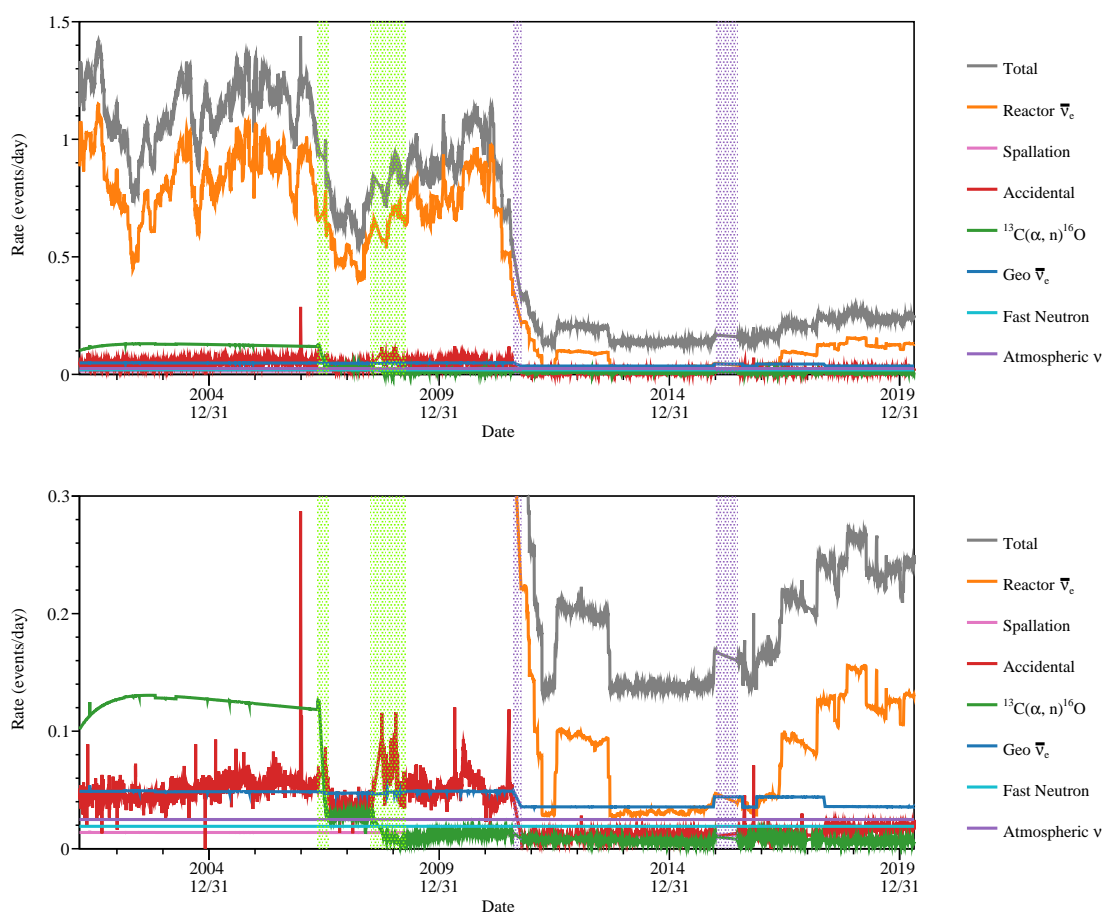 1.5
1
0.5
0
Rate (events/day)
2004
12/31
2009
12/31
2014
12/31
2019
12/31
Date
Total
Reactor ν̅ₑ
Spallation
Accidental
¹³C(α, n)¹⁶O
Geo ν̅ₑ
Fast Neutron
Atmospheric ν
0.3
0.2
0.1
0
Rate (events/day)
2004
12/31
2009
12/31
2014
12/31
2019
12/31
Date
Total
Reactor ν̅ₑ
Spallation
Accidental
¹³C(α, n)¹⁶O
Geo ν̅ₑ
Fast Neutron
Atmospheric ν